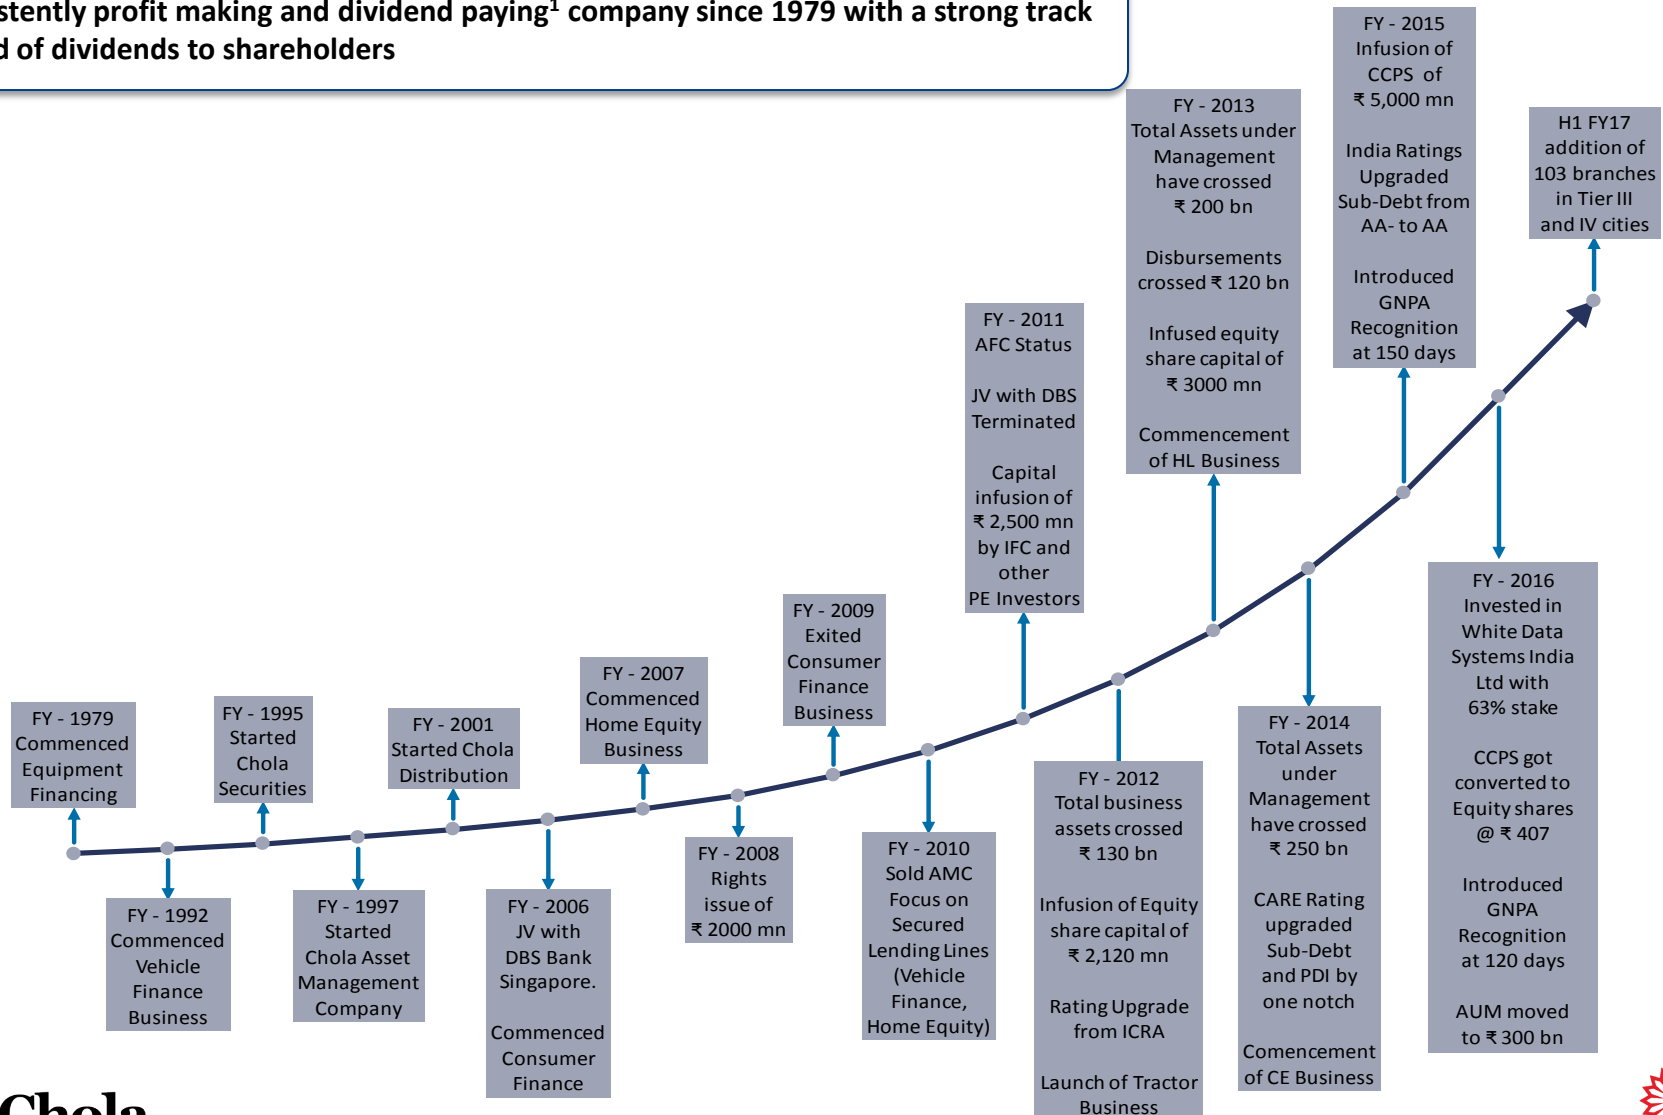 stently profit making and dividend paying¹ company since 1979 with a strong track
d of dividends to shareholders
FY - 1979
Commenced
Equipment
Financing
FY - 1992
Commenced
Vehicle
Finance
Business
FY - 1995
Started
Chola
Securities
FY - 1997
Started
Chola Asset
Management
Company
FY - 2001
Started Chola
Distribution
FY - 2006
JV with
DBS Bank
Singapore.
Commenced
Consumer
Finance
FY - 2007
Commenced
Home Equity
Business
FY - 2008
Rights
issue of
₹ 2000 mn
FY - 2009
Exited
Consumer
Finance
Business
FY - 2010
Sold AMC
Focus on
Secured
Lending Lines
(Vehicle
Finance,
Home Equity)
FY - 2011
AFC Status
JV with DBS
Terminated
Capital
infusion of
₹ 2,500 mn
by IFC and
other
PE Investors
FY - 2012
Total business
assets crossed
₹ 130 bn
Infusion of Equity
share capital of
₹ 2,120 mn
Rating Upgrade
from ICRA
Launch of Tractor
Business
FY - 2013
Total Assets under
Management
have crossed
₹ 200 bn
Disbursements
crossed ₹ 120 bn
Infused equity
share capital of
₹ 3000 mn
Commencement
of HL Business
FY - 2014
Total Assets
under
Management
have crossed
₹ 250 bn
CARE Rating
upgraded
Sub-Debt
and PDI by
one notch
Comencement
of CE Business
FY - 2015
Infusion of
CCPS of
₹ 5,000 mn
India Ratings
Upgraded
Sub-Debt from
AA- to AA
Introduced
GNPA
Recognition
at 150 days
FY - 2016
Invested in
White Data
Systems India
Ltd with
63% stake
CCPS got
converted to
Equity shares
@ ₹ 407
Introduced
GNPA
Recognition
at 120 days
AUM moved
to ₹ 300 bn
H1 FY17
addition of
103 branches
in Tier III
and IV cities
Chola